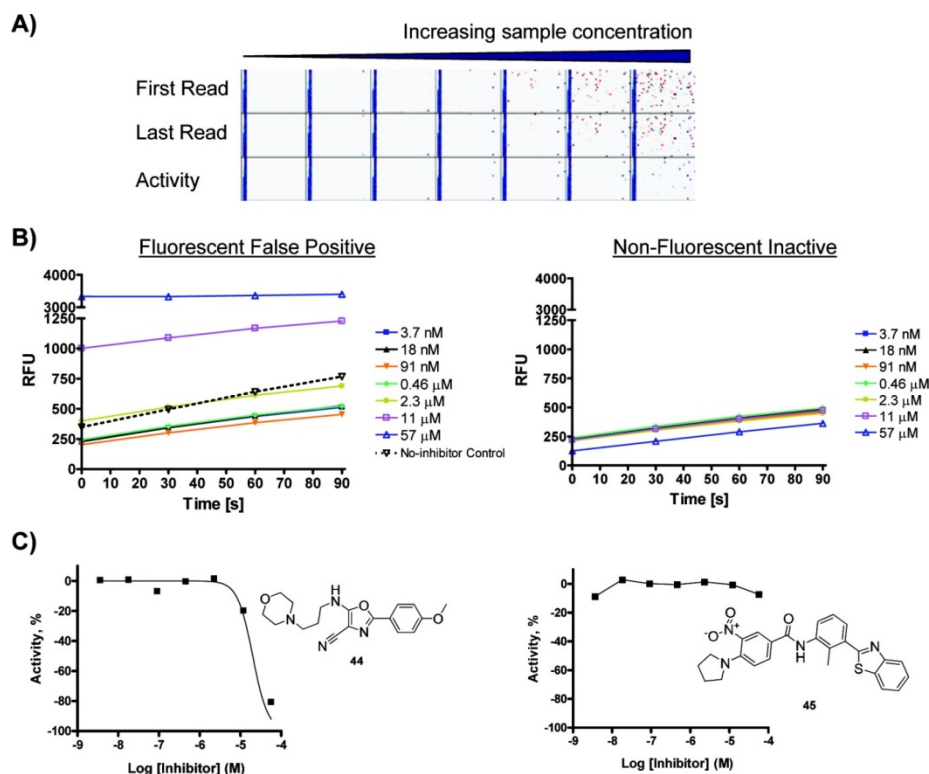 A)
Increasing sample concentration
First Read
Last Read
Activity
B)
Fluorescent False Positive
4000
3000
1250
1000
750
500
250
0
RFU
0 10 20 30 40 50 60 70 80 90
Time [s]
3.7 nM
18 nM
91 nM
0.46 µM
2.3 µM
11 µM
57 µM
No-inhibitor Control
Non-Fluorescent Inactive
4000
3000
1250
1000
750
500
250
0
RFU
0 10 20 30 40 50 60 70 80 90
Time [s]
3.7 nM
18 nM
91 nM
0.46 µM
2.3 µM
11 µM
57 µM
C)
0
-20
-40
-60
-80
-100
Activity, %
-9 -8 -7 -6 -5 -4
Log [Inhibitor] (M)
O
N
H
N
O
N
N
O
44
0
-20
-40
-60
-80
-100
Activity, %
-9 -8 -7 -6 -5 -4
Log [Inhibitor] (M)
O
-O
N+
N
O
N
H
N
S
45